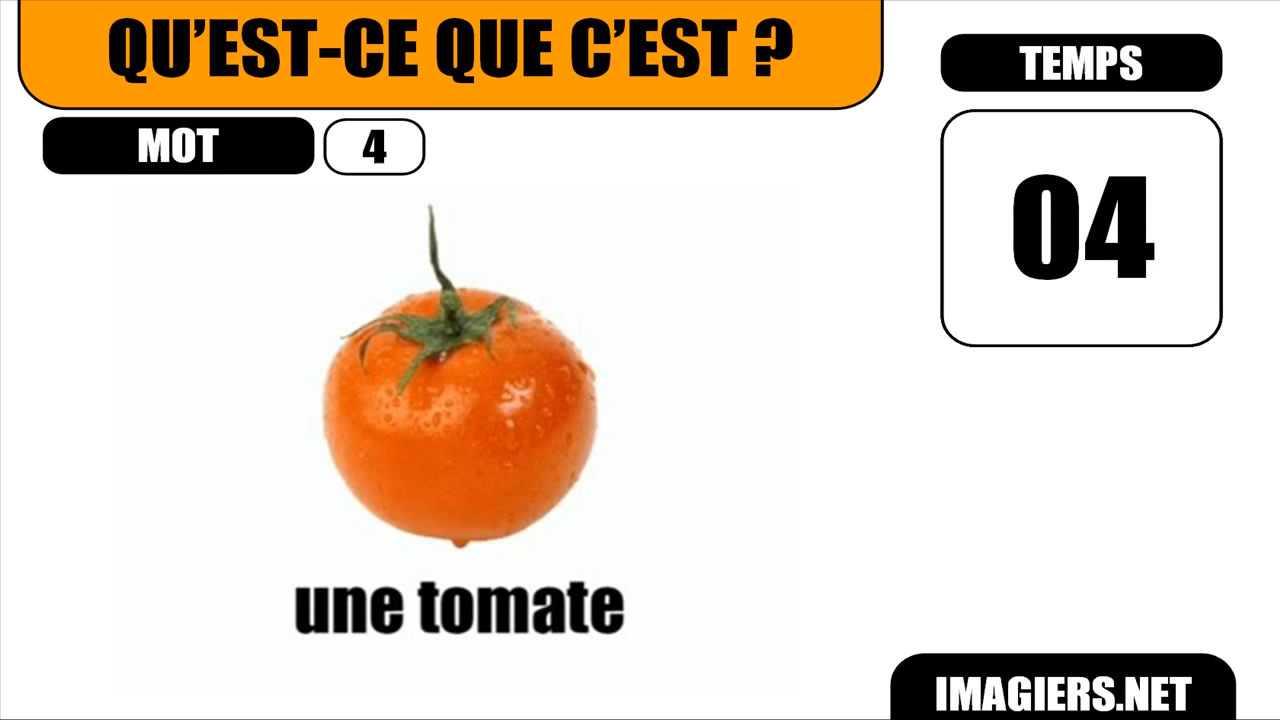 QU’EST-CE QUE C’EST ?
TEMPS
MOT
4
04
une tomate
IMAGIERS.NET